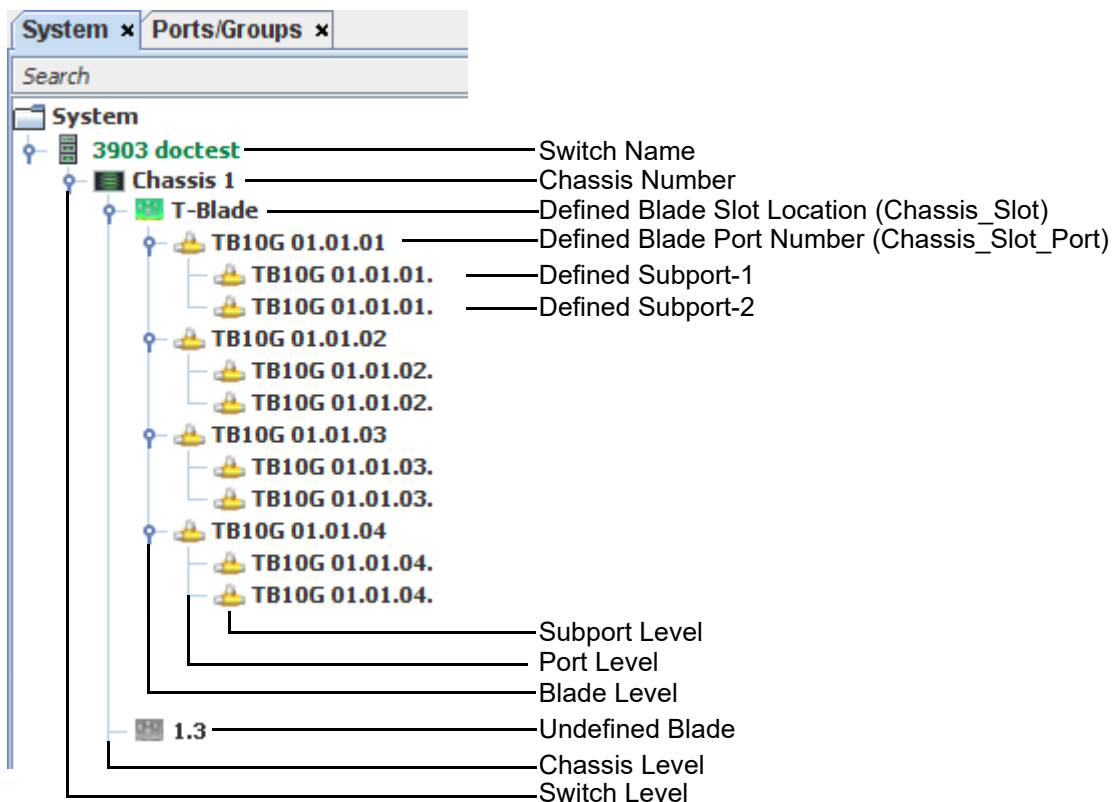 System × Ports/Groups ×
Search
System
3903 doctest Switch Name
Chassis 1 Chassis Number
T-Blade Defined Blade Slot Location (Chassis_Slot)
TB10G 01.01.01 Defined Blade Port Number (Chassis_Slot_Port)
TB10G 01.01.01. Defined Subport-1
TB10G 01.01.01. Defined Subport-2
TB10G 01.01.02
TB10G 01.01.02.
TB10G 01.01.02.
TB10G 01.01.03
TB10G 01.01.03.
TB10G 01.01.03.
TB10G 01.01.04
TB10G 01.01.04.
TB10G 01.01.04.
Subport Level
Port Level
Blade Level
1.3 Undefined Blade
Chassis Level
Switch Level